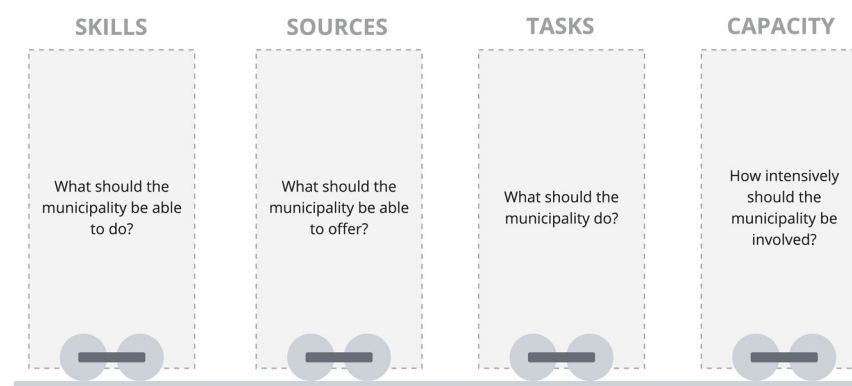 SKILLS
What should the
municipality be able
to do?
SOURCES
What should the
municipality be able
to offer?
TASKS
What should the
municipality do?
CAPACITY
How intensively
should the
municipality be
involved?